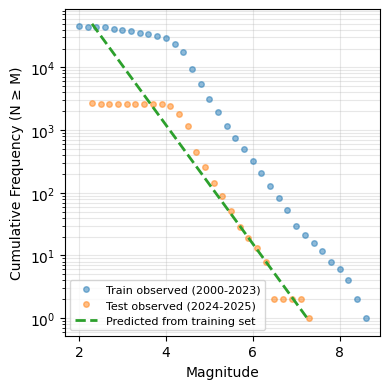 Cumulative Frequency (N ≥ M)
10⁴
10³
10²
10¹
10⁰
Train observed (2000-2023)
Test observed (2024-2025)
Predicted from training set
2 4 6 8
Magnitude